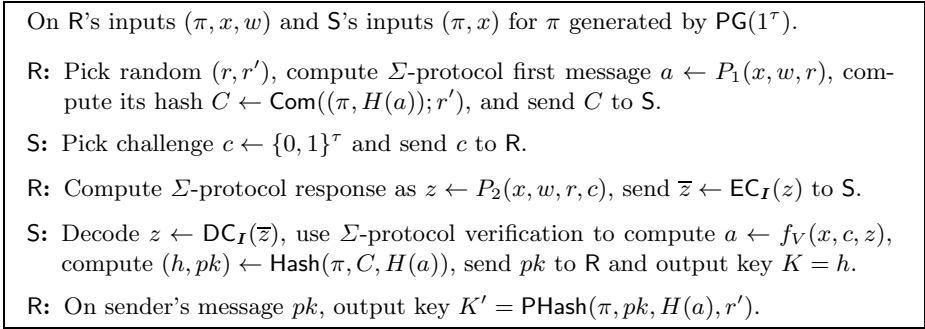 On R's inputs (π, x, w) and S's inputs (π, x) for π generated by PG(1^τ).
R: Pick random (r, r′), compute Σ-protocol first message a ← P₁(x, w, r), com-
pute its hash C ← Com((π, H(a)); r′), and send C to S.
S: Pick challenge c ← {0, 1}^τ and send c to R.
R: Compute Σ-protocol response as z ← P₂(x, w, r, c), send z̅ ← EC_I(z) to S.
S: Decode z ← DC_I(z̅), use Σ-protocol verification to compute a ← f_V(x, c, z),
compute (h, pk) ← Hash(π, C, H(a)), send pk to R and output key K = h.
R: On sender's message pk, output key K′ = PHash(π, pk, H(a), r′).